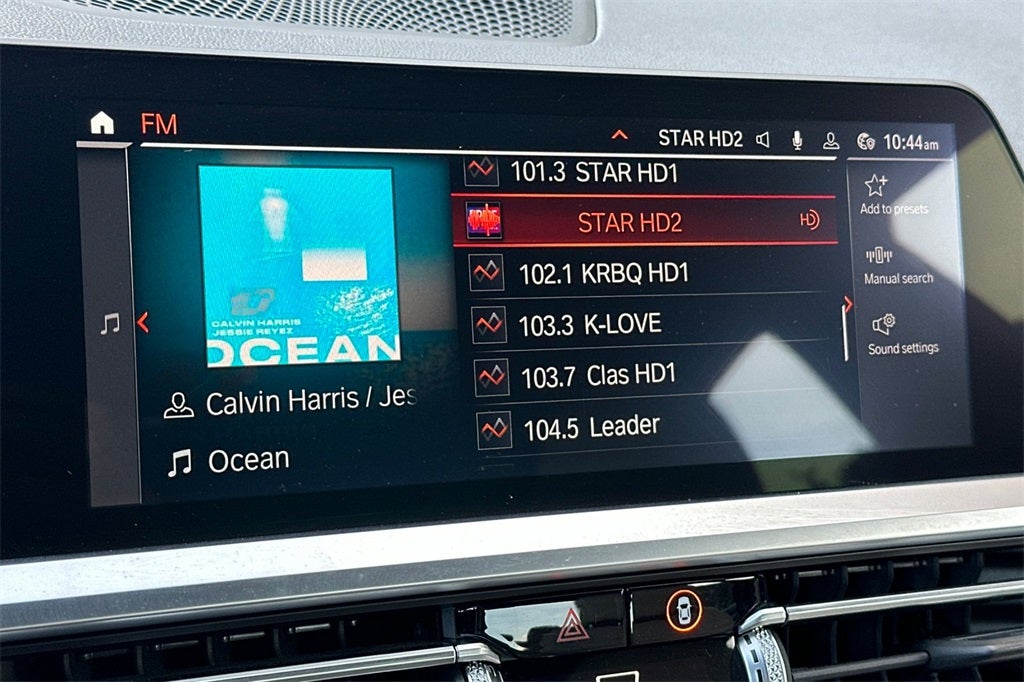 FM
STAR HD2
10:44am
CALVIN HARRIS
JESSIE REYEZ
OCEAN
Calvin Harris / Jes
Ocean
101.3 STAR HD1
PRIDE
STAR HD2
HD
102.1 KRBQ HD1
103.3 K-LOVE
103.7 Clas HD1
104.5 Leader
Add to presets
Manual search
Sound settings